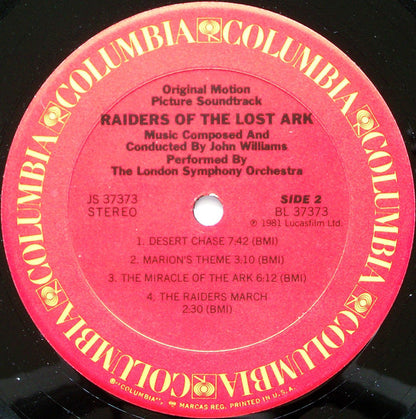 COLUMBIA COLUMBIA COLUMBIA COLUMBIA COLUMBIA COLUMBIA
Original Motion
Picture Soundtrack
RAIDERS OF THE LOST ARK
Music Composed And
Conducted By John Williams
Performed By
The London Symphony Orchestra
JS 37373
STEREO
SIDE 2
BL 37373
℗ 1981 Lucasfilm Ltd.
1. DESERT CHASE 7:42 (BMI)
2. MARION'S THEME 3:10 (BMI)
3. THE MIRACLE OF THE ARK 6:12 (BMI)
4. THE RAIDERS MARCH
2:30 (BMI)
"COLUMBIA", MARCAS REG. PRINTED IN U.S.A.